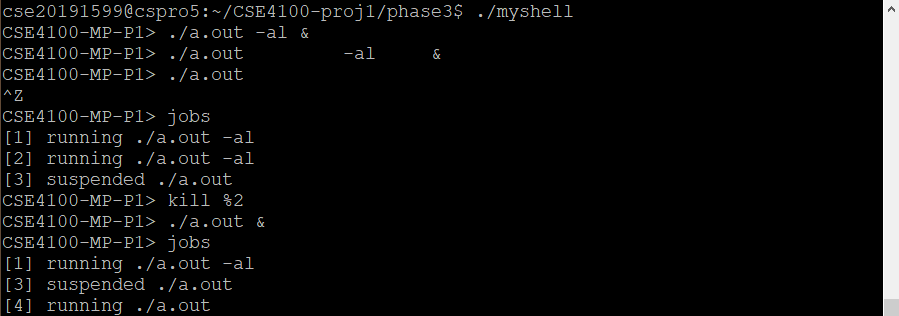 cse20191599@cspro5:~/CSE4100-proj1/phase3$ ./myshell
CSE4100-MP-P1> ./a.out -al &
CSE4100-MP-P1> ./a.out          -al      &
CSE4100-MP-P1> ./a.out
^Z
CSE4100-MP-P1> jobs
[1] running ./a.out -al
[2] running ./a.out -al
[3] suspended ./a.out
CSE4100-MP-P1> kill %2
CSE4100-MP-P1> ./a.out &
CSE4100-MP-P1> jobs
[1] running ./a.out -al
[3] suspended ./a.out
[4] running ./a.out